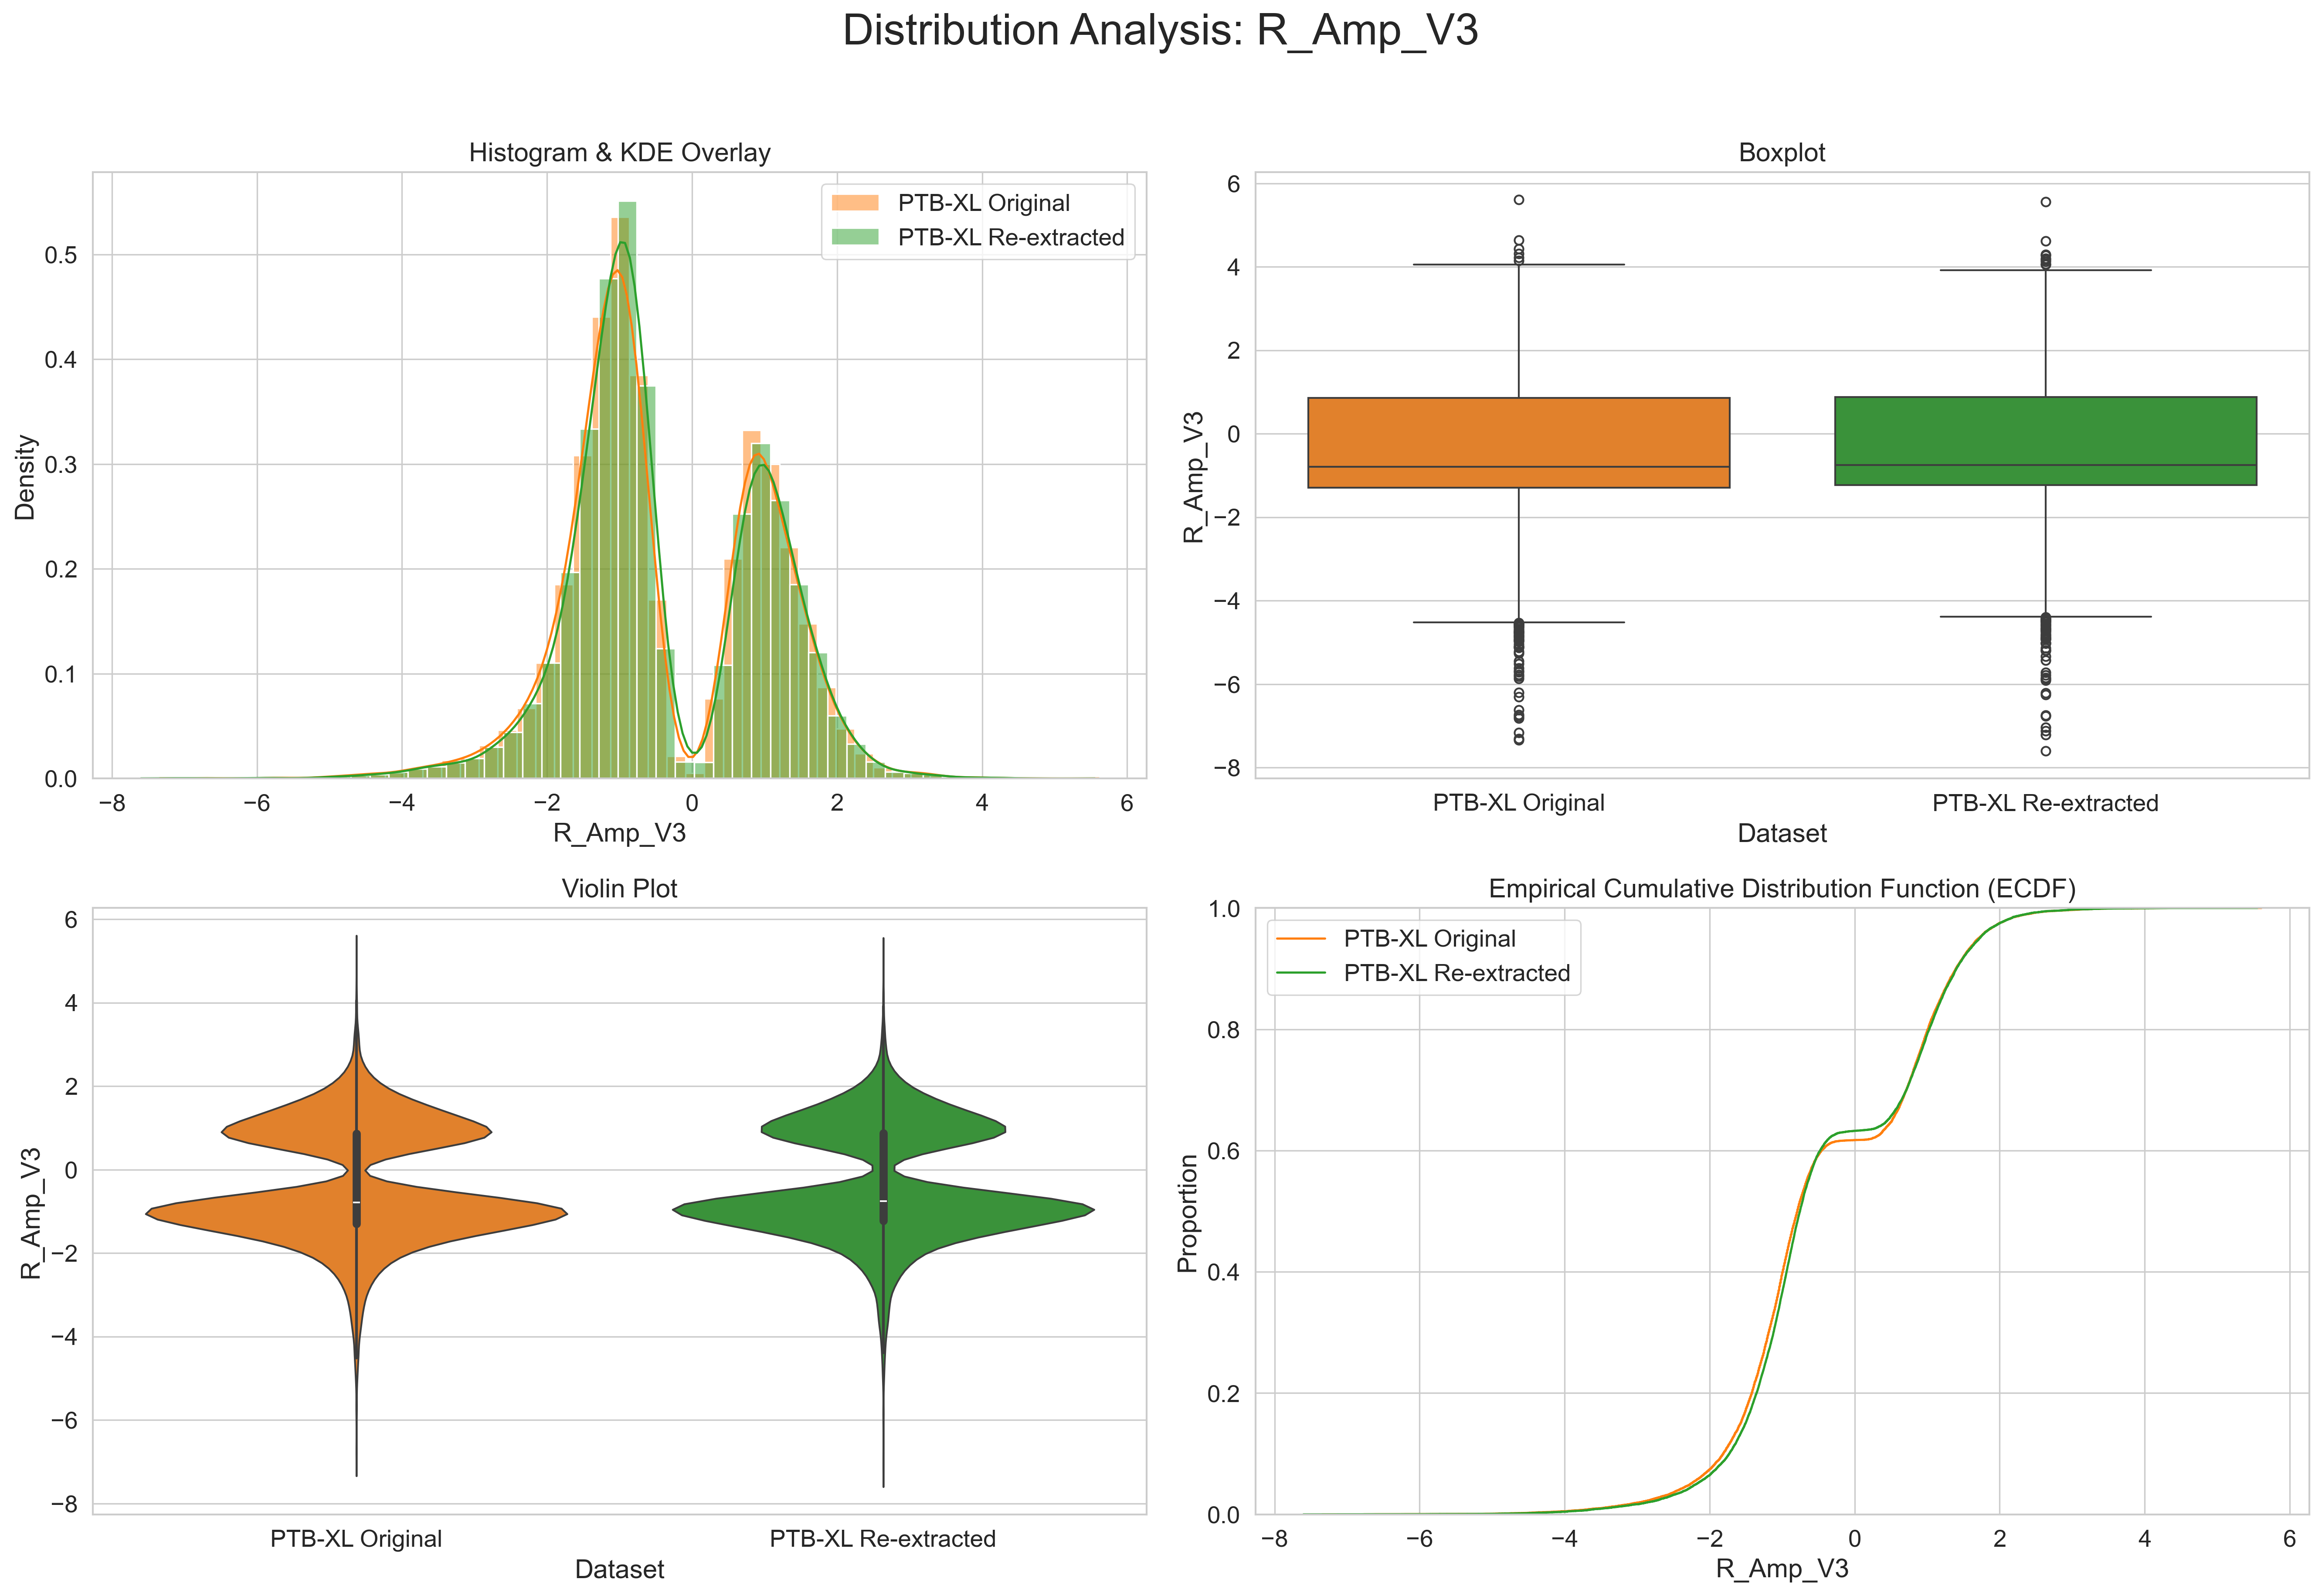 Distribution Analysis: R_Amp_V3
Histogram & KDE Overlay
PTB-XL Original
PTB-XL Re-extracted
0.5
0.4
0.3
0.2
0.1
0.0
Density
−8 −6 −4 −2 0 2 4 6
R_Amp_V3
Boxplot
6
4
2
0
−2
−4
−6
−8
R_Amp_V3
PTB-XL Original PTB-XL Re-extracted
Dataset
Violin Plot
6
4
2
0
−2
−4
−6
−8
R_Amp_V3
PTB-XL Original PTB-XL Re-extracted
Dataset
Empirical Cumulative Distribution Function (ECDF)
PTB-XL Original
PTB-XL Re-extracted
1.0
0.8
0.6
0.4
0.2
0.0
Proportion
−8 −6 −4 −2 0 2 4 6
R_Amp_V3